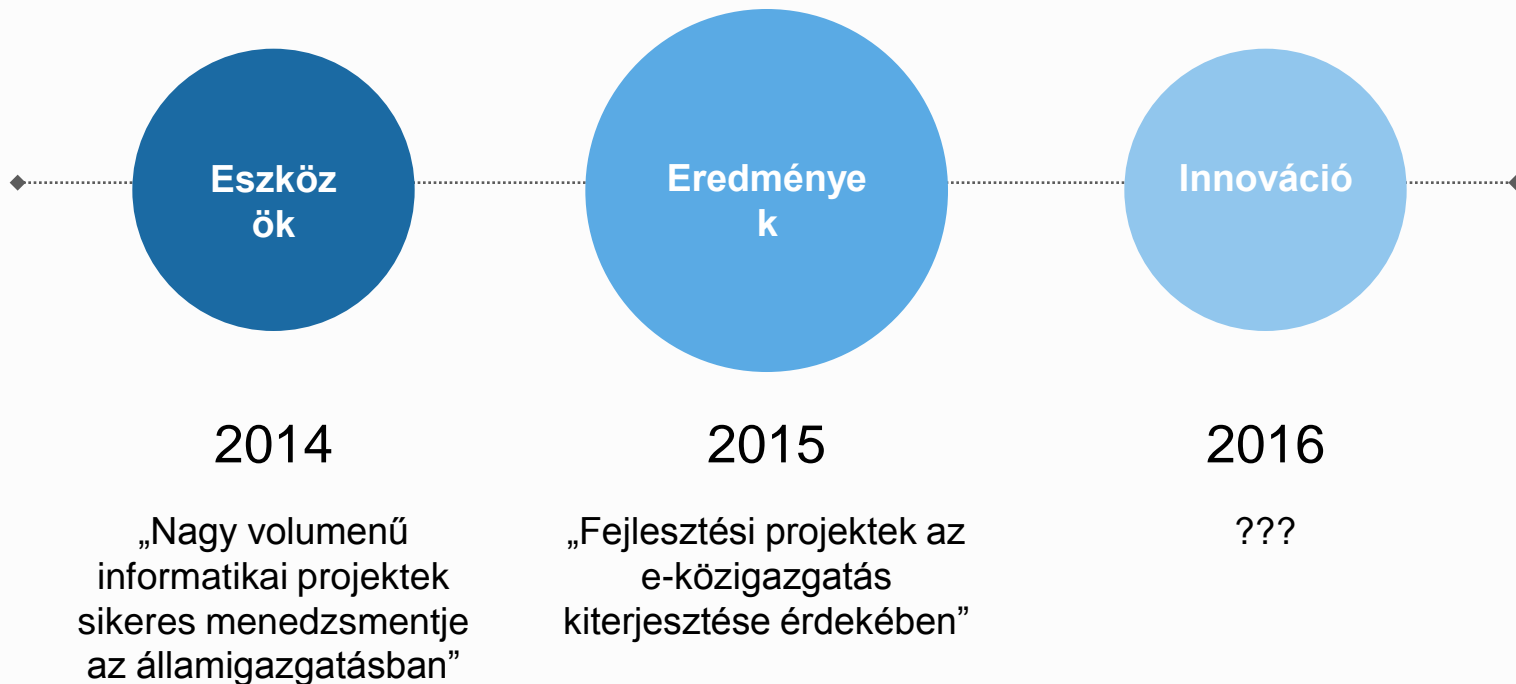 Eszköz
ök
Eredménye
k
Innováció
2014
2015
2016
„Nagy volumenű
informatikai projektek
sikeres menedzsmentje
az államigazgatásban”
„Fejlesztési projektek az
e-közigazgatás
kiterjesztése érdekében”
???